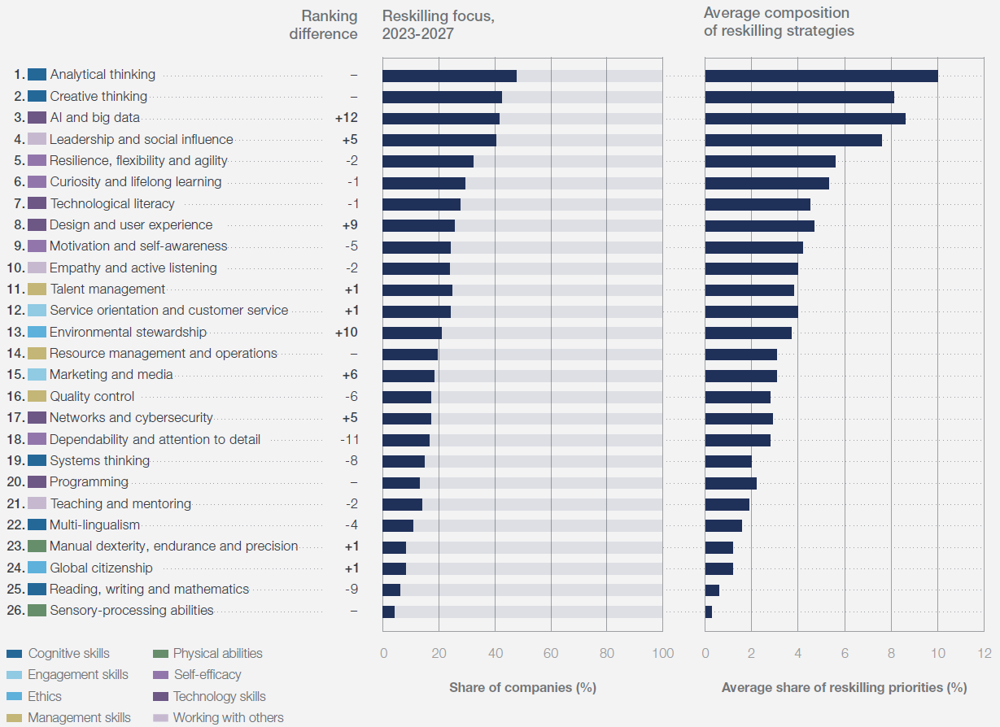 Ranking difference
Reskilling focus, 2023-2027
Average composition of reskilling strategies
1. Analytical thinking –
2. Creative thinking –
3. AI and big data +12
4. Leadership and social influence +5
5. Resilience, flexibility and agility -2
6. Curiosity and lifelong learning -1
7. Technological literacy -1
8. Design and user experience +9
9. Motivation and self-awareness -5
10. Empathy and active listening -2
11. Talent management +1
12. Service orientation and customer service +1
13. Environmental stewardship +10
14. Resource management and operations –
15. Marketing and media +6
16. Quality control -6
17. Networks and cybersecurity +5
18. Dependability and attention to detail -11
19. Systems thinking -8
20. Programming –
21. Teaching and mentoring -2
22. Multi-lingualism -4
23. Manual dexterity, endurance and precision +1
24. Global citizenship +1
25. Reading, writing and mathematics -9
26. Sensory-processing abilities –
0 20 40 60 80 100
Share of companies (%)
0 2 4 6 8 10 12
Average share of reskilling priorities (%)
Cognitive skills
Engagement skills
Ethics
Management skills
Physical abilities
Self-efficacy
Technology skills
Working with others